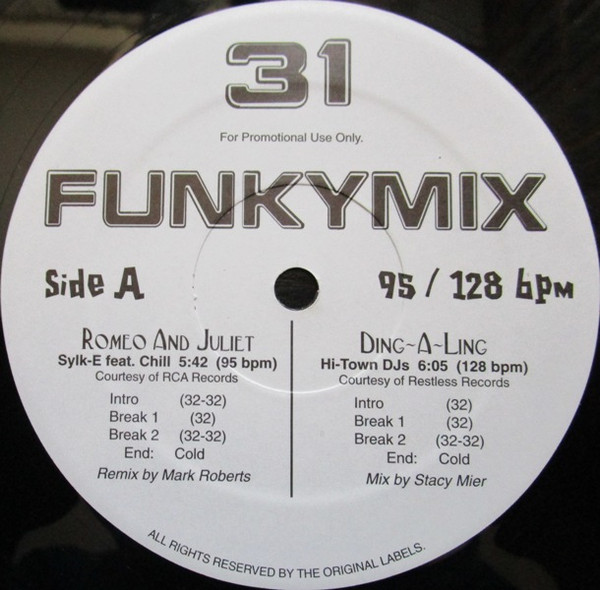 31
For Promotional Use Only.
FUNKYMIX
Side A
95 / 128 bpm
Romeo And Juliet
Sylk-E feat. Chill 5:42 (95 bpm)
Courtesy of RCA Records
Intro (32-32)
Break 1 (32)
Break 2 (32-32)
End: Cold
Remix by Mark Roberts
Ding~A~Ling
Hi-Town DJs 6:05 (128 bpm)
Courtesy of Restless Records
Intro (32)
Break 1 (32)
Break 2 (32-32)
End: Cold
Mix by Stacy Mier
ALL RIGHTS RESERVED BY THE ORIGINAL LABELS.